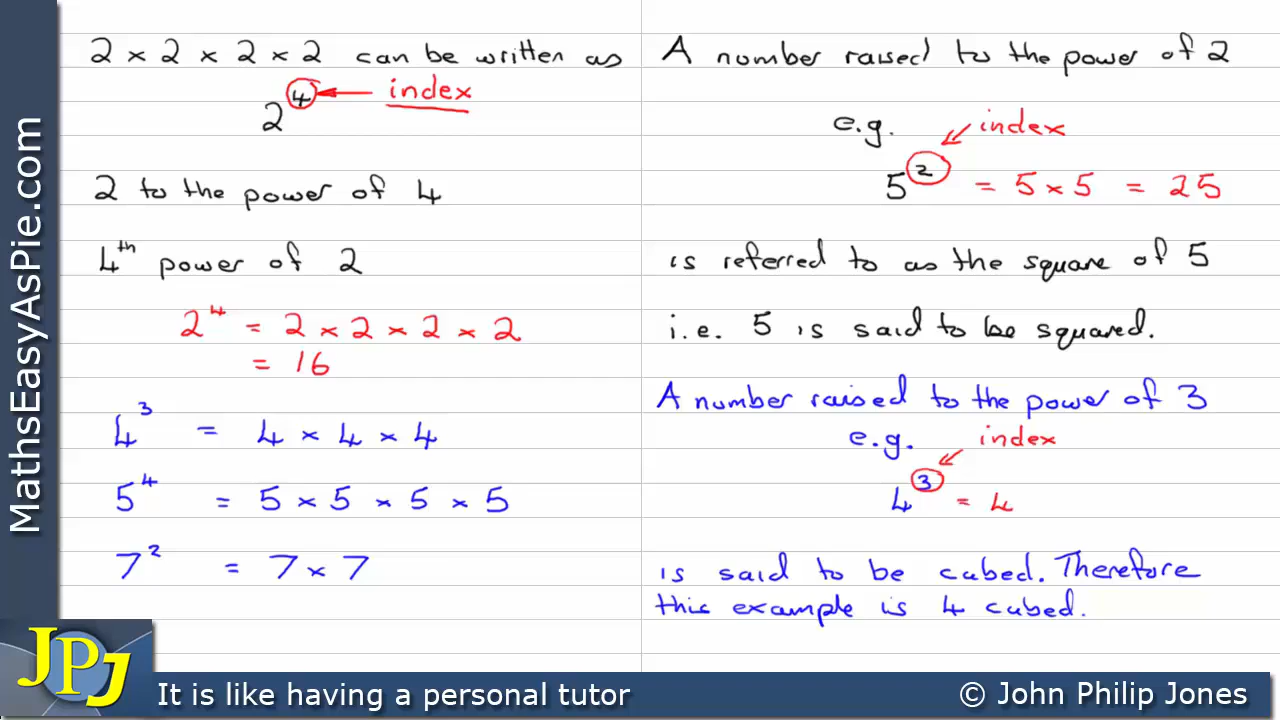 2 × 2 × 2 × 2 can be written as
2⁴ ← index
2 to the power of 4
4th power of 2
2⁴ = 2 × 2 × 2 × 2
= 16
4³ = 4 × 4 × 4
5⁴ = 5 × 5 × 5 × 5
7² = 7 × 7
A number raised to the power of 2
e.g. index
5² = 5 × 5 = 25
is referred to as the square of 5
i.e. 5 is said to be squared.
A number raised to the power of 3
e.g. index
4³ = 4
is said to be cubed. Therefore
this example is 4 cubed.
MathsEasyAsPie.com
JPJ
It is like having a personal tutor
© John Philip Jones